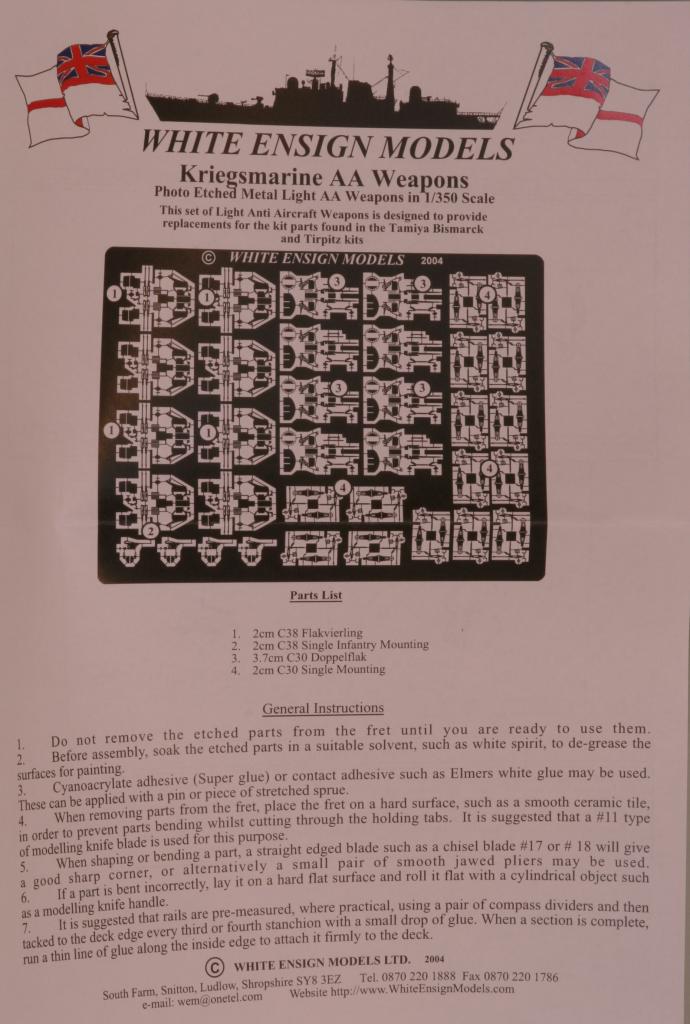 WHITE ENSIGN MODELS
Kriegsmarine AA Weapons
Photo Etched Metal Light AA Weapons in 1/350 Scale
This set of Light Anti Aircraft Weapons is designed to provide
replacements for the kit parts found in the Tamiya Bismarck
and Tirpitz kits
© WHITE ENSIGN MODELS 2004
1 1 3 3 4
3 3
1 1
4
4
2
Parts List
1. 2cm C38 Flakvierling
2. 2cm C38 Single Infantry Mounting
3. 3.7cm C30 Doppelflak
4. 2cm C30 Single Mounting
General Instructions
1. Do not remove the etched parts from the fret until you are ready to use them.
2. Before assembly, soak the etched parts in a suitable solvent, such as white spirit, to de-grease the
surfaces for painting.
3. Cyanoacrylate adhesive (Super glue) or contact adhesive such as Elmers white glue may be used.
These can be applied with a pin or piece of stretched sprue.
4. When removing parts from the fret, place the fret on a hard surface, such as a smooth ceramic tile,
in order to prevent parts bending whilst cutting through the holding tabs. It is suggested that a #11 type
of modelling knife blade is used for this purpose.
5. When shaping or bending a part, a straight edged blade such as a chisel blade #17 or # 18 will give
a good sharp corner, or alternatively a small pair of smooth jawed pliers may be used.
6. If a part is bent incorrectly, lay it on a hard flat surface and roll it flat with a cylindrical object such
as a modelling knife handle.
7. It is suggested that rails are pre-measured, where practical, using a pair of compass dividers and then
tacked to the deck edge every third or fourth stanchion with a small drop of glue. When a section is complete,
run a thin line of glue along the inside edge to attach it firmly to the deck.
© WHITE ENSIGN MODELS LTD. 2004
South Farm, Snitton, Ludlow, Shropshire SY8 3EZ Tel. 0870 220 1888 Fax 0870 220 1786
e-mail: wem@onetel.com Website http://www.WhiteEnsignModels.com